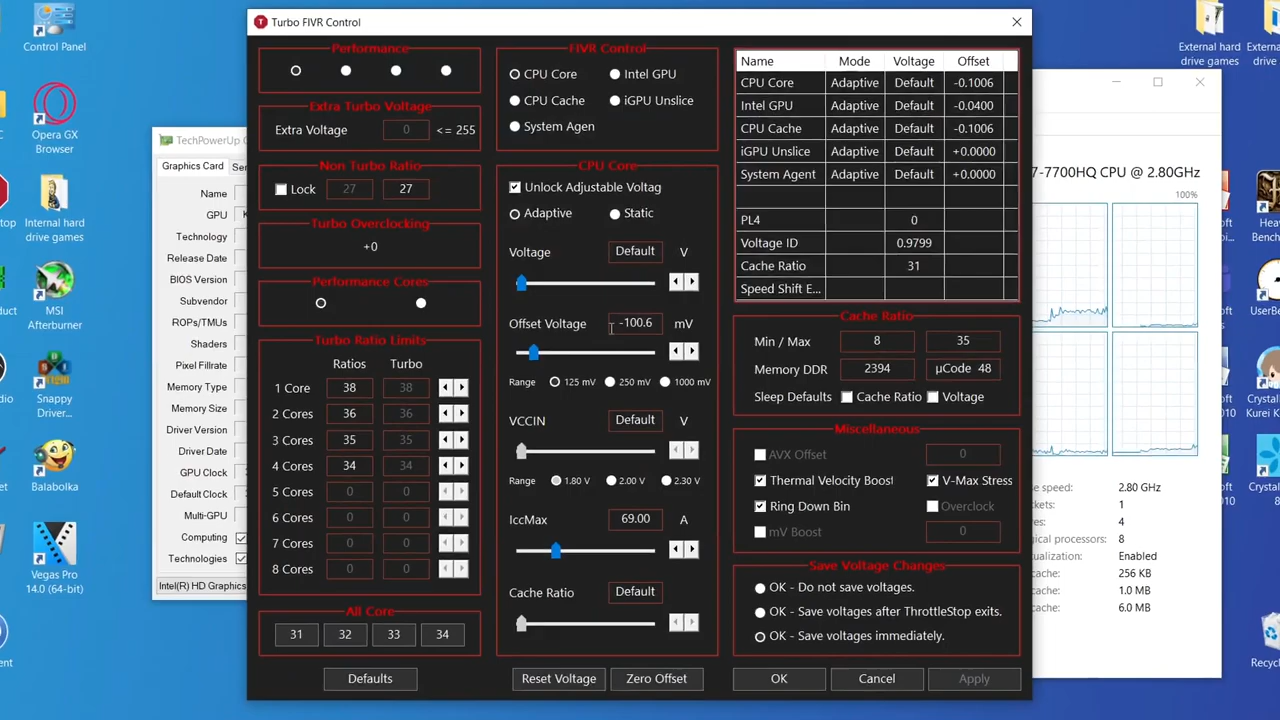 Control Panel
Opera GX
Browser
Internal hard
drive games
MSI
Afterburner
Snappy
Driver...
Balabolka
Vegas Pro
14.0 (64-bit)
TechPowerUp
Graphics Card
Name
GPU
Technology
Release Date
BIOS Version
Subvendor
ROPs/TMUs
Shaders
Pixel Fillrate
Memory Type
Memory Size
Driver Version
Driver Date
GPU Clock
Default Clock
Multi-GPU
Computing
Technologies
Intel(R) HD Graphics
Turbo FIVR Control
Performance
Extra Turbo Voltage
Extra Voltage 0 <= 255
Non Turbo Ratio
Lock 27 27
Turbo Overclocking
+0
Performance Cores
Turbo Ratio Limits
Ratios Turbo
1 Core 38 38
2 Cores 36 36
3 Cores 35 35
4 Cores 34 34
5 Cores 0 0
6 Cores 0 0
7 Cores 0 0
8 Cores 0 0
All Core
31 32 33 34
Defaults
FIVR Control
CPU Core Intel GPU
CPU Cache iGPU Unslice
System Agen
CPU Core
Unlock Adjustable Voltag
Adaptive Static
Voltage Default V
Offset Voltage -100.6 mV
Range 125 mV 250 mV 1000 mV
VCCIN Default V
Range 1.80 V 2.00 V 2.30 V
IccMax 69.00 A
Cache Ratio Default
Reset Voltage Zero Offset
Name Mode Voltage Offset
CPU Core Adaptive Default -0.1006
Intel GPU Adaptive Default -0.0400
CPU Cache Adaptive Default -0.1006
iGPU Unslice Adaptive Default +0.0000
System Agent Adaptive Default +0.0000
PL4 0
Voltage ID 0.9799
Cache Ratio 31
Speed Shift E...
Cache Ratio
Min / Max 8 35
Memory DDR 2394 µCode 48
Sleep Defaults Cache Ratio Voltage
Miscellaneous
AVX Offset 0
Thermal Velocity Boost V-Max Stress
Ring Down Bin Overclock
mV Boost 0
Save Voltage Changes
OK - Do not save voltages.
OK - Save voltages after ThrottleStop exits.
OK - Save voltages immediately.
OK Cancel Apply
7-7700HQ CPU @ 2.80GHz
100%
se speed: 2.80 GHz
kets: 1
res: 4
gical processors: 8
ualization: Enabled
cache: 256 KB
cache: 1.0 MB
cache: 6.0 MB
External hard
drive games